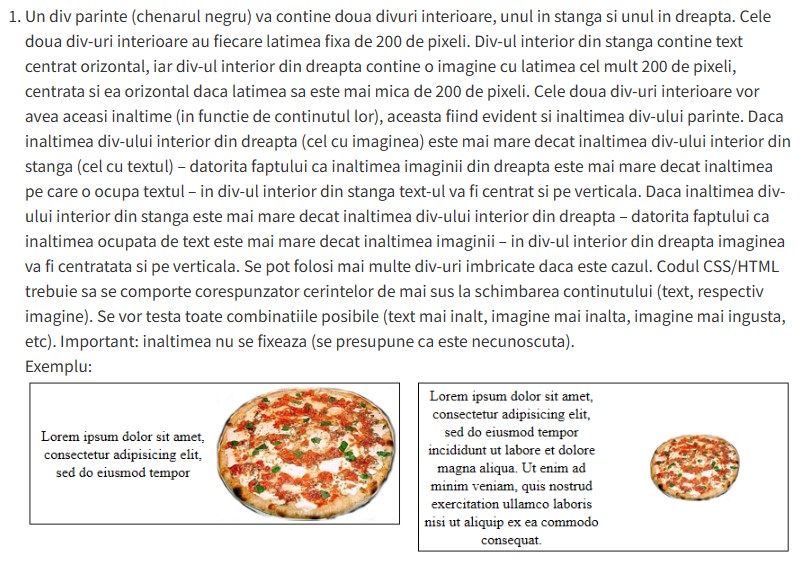 1. Un div parinte (chenarul negru) va contine doua divuri interioare, unul in stanga si unul in dreapta. Cele
doua div-uri interioare au fiecare latimea fixa de 200 de pixeli. Div-ul interior din stanga contine text
centrat orizontal, iar div-ul interior din dreapta contine o imagine cu latimea cel mult 200 de pixeli,
centrata si ea orizontal daca latimea sa este mai mica de 200 de pixeli. Cele doua div-uri interioare vor
avea aceasi inaltime (in functie de continutul lor), aceasta fiind evident si inaltimea div-ului parinte. Daca
inaltimea div-ului interior din dreapta (cel cu imaginea) este mai mare decat inaltimea div-ului interior din
stanga (cel cu textul) – datorita faptului ca inaltimea imaginii din dreapta este mai mare decat inaltimea
pe care o ocupa textul – in div-ul interior din stanga text-ul va fi centrat si pe verticala. Daca inaltimea div-
ului interior din stanga este mai mare decat inaltimea div-ului interior din dreapta – datorita faptului ca
inaltimea ocupata de text este mai mare decat inaltimea imaginii – in div-ul interior din dreapta imaginea
va fi centratata si pe verticala. Se pot folosi mai multe div-uri imbricate daca este cazul. Codul CSS/HTML
trebuie sa se comporte corespunzator cerintelor de mai sus la schimbarea continutului (text, respectiv
imagine). Se vor testa toate combinatiile posibile (text mai inalt, imagine mai inalta, imagine mai ingusta,
etc). Important: inaltimea nu se fixeaza (se presupune ca este necunoscuta).
Exemplu:
Lorem ipsum dolor sit amet,
consectetur adipisicing elit,
sed do eiusmod tempor
Lorem ipsum dolor sit amet,
consectetur adipisicing elit,
sed do eiusmod tempor
incididunt ut labore et dolore
magna aliqua. Ut enim ad
minim veniam, quis nostrud
exercitation ullamco laboris
nisi ut aliquip ex ea commodo
consequat.